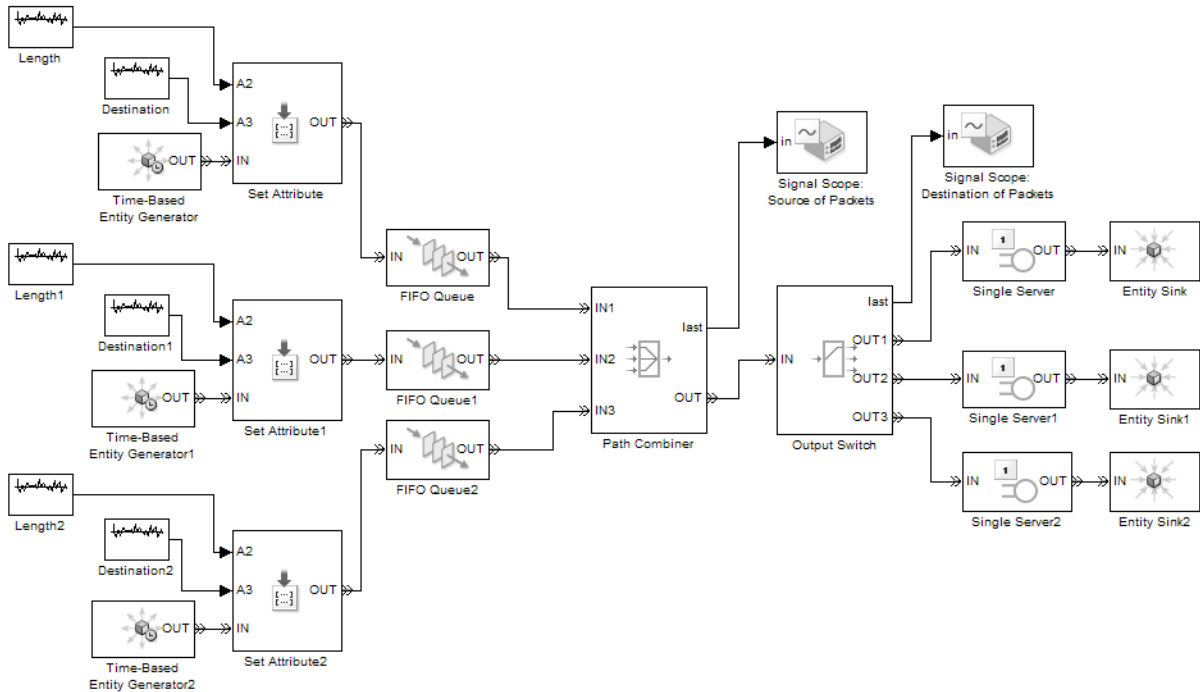 Length
A2
Destination
A3
OUT
OUT
IN
Set Attribute
Time-Based
Entity Generator
in
Signal Scope:
Source of Packets
in
Signal Scope:
Destination of Packets
Length1
A2
Destination1
A3
OUT
OUT
IN
Set Attribute1
Time-Based
Entity Generator1
IN
OUT
FIFO Queue
IN
OUT
FIFO Queue1
IN
OUT
FIFO Queue2
IN1
last
IN2
OUT
IN3
Path Combiner
last
OUT1
IN
OUT2
OUT3
Output Switch
IN
1
OUT
Single Server
IN
Entity Sink
IN
1
OUT
Single Server1
IN
Entity Sink1
IN
1
OUT
Single Server2
IN
Entity Sink2
Length2
A2
Destination2
A3
OUT
OUT
IN
Set Attribute2
Time-Based
Entity Generator2